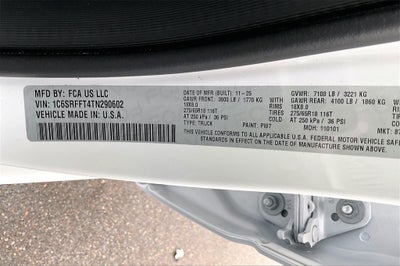 MFD BY: FCA US LLC
VIN: 1C6SRFFT4TN290602
VEHICLE MADE IN U.S.A.
DATE OF MFR (BUILT): 11-25
GAWR FRONT: 3903 LB / 1770 KG
WITH
18X8.0
RIMS
275/65R18 116T
TIRES
AT 250 kPa / 36 PSI
TYPE: TRUCK
PAINT: PW7
THIS VEHICLE CONFORMS TO ALL APPLICABLE U.S.A. FEDERAL MOTOR VEHICLE
STANDARDS IN EFFECT ON THE DATE OF MANUFACTURE SHOWN ABOVE
GVWR: 7100 LB / 3221 KG
GAWR REAR: 4100 LB / 1860 KG
18X8.0
275/65R18 116T
AT 250 kPa / 36 PSI
MDH: 110101